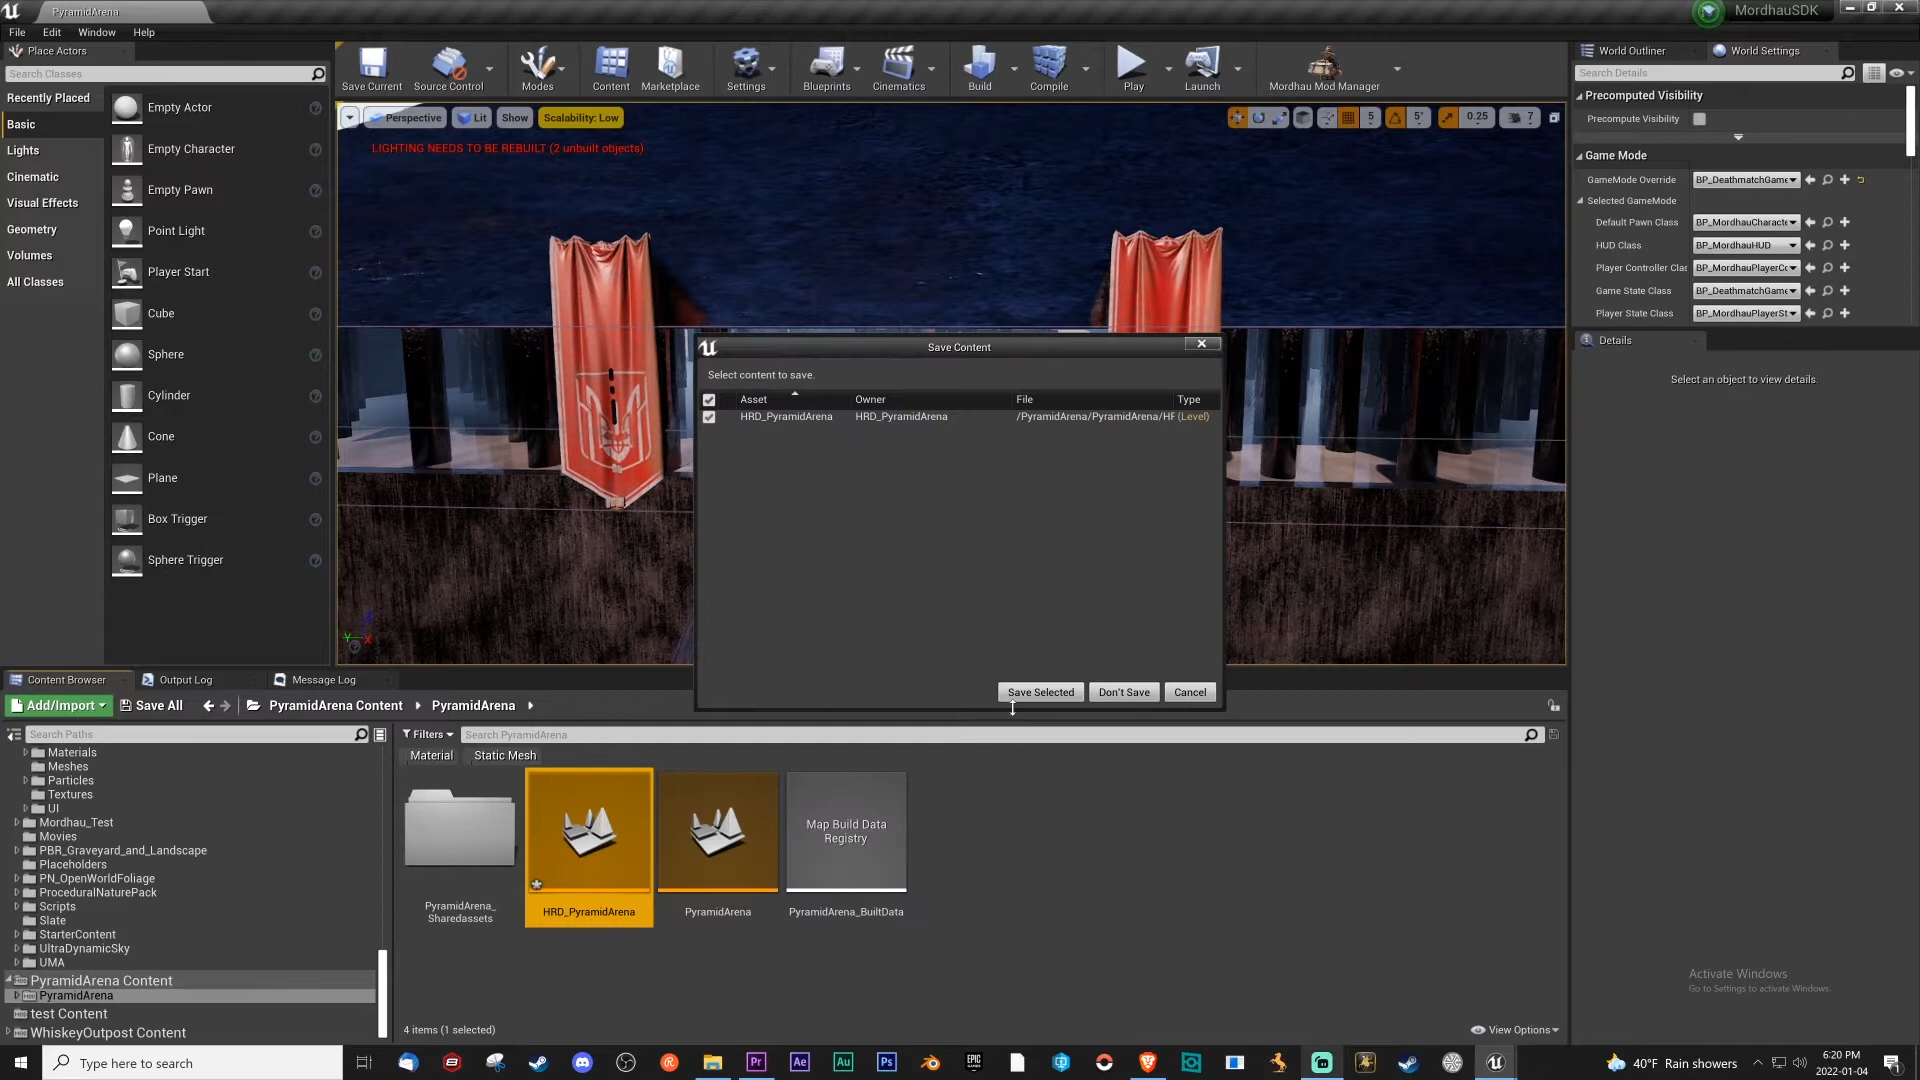 PyramidArena
MordhauSDK
File Edit Window Help
Place Actors
Search Classes
Recently Placed
Basic
Lights
Cinematic
Visual Effects
Geometry
Volumes
All Classes
Empty Actor
Empty Character
Empty Pawn
Point Light
Player Start
Cube
Sphere
Cylinder
Cone
Plane
Box Trigger
Sphere Trigger
Save Current Source Control Modes Content Marketplace Settings Blueprints Cinematics Build Compile Play Launch Mordhau Mod Manager
Perspective Lit Show Scalability: Low
5 5° 0.25 7
LIGHTING NEEDS TO BE REBUILT (2 unbuilt objects)
World Outliner World Settings
Search Details
Precomputed Visibility
Precompute Visibility
Game Mode
GameMode Override BP_DeathmatchGame
Selected GameMode
Default Pawn Class BP_MordhauCharacte
HUD Class BP_MordhauHUD
Player Controller Clas BP_MordhauPlayerCo
Game State Class BP_DeathmatchGame
Player State Class BP_MordhauPlayerSt
Details
Select an object to view details.
Save Content
Select content to save.
Asset Owner File Type
HRD_PyramidArena HRD_PyramidArena /PyramidArena/PyramidArena/HF (Level)
Save Selected Don't Save Cancel
Content Browser Output Log Message Log
Add/Import Save All PyramidArena Content PyramidArena
Search Paths
Filters Search PyramidArena
Material Static Mesh
Materials
Meshes
Particles
Textures
UI
Mordhau_Test
Movies
PBR_Graveyard_and_Landscape
Placeholders
PN_OpenWorldFoliage
ProceduralNaturePack
Scripts
Slate
StarterContent
UltraDynamicSky
UMA
PyramidArena Content
PyramidArena
test Content
WhiskeyOutpost Content
PyramidArena_
Sharedassets
HRD_PyramidArena
PyramidArena
Map Build Data
Registry
PyramidArena_BuiltData
4 items (1 selected)
View Options
Activate Windows
Go to Settings to activate Windows.
Type here to search
Pr Ae Au Ps
EPIC
GAMES
40°F Rain showers
6:20 PM
2022-01-04
1